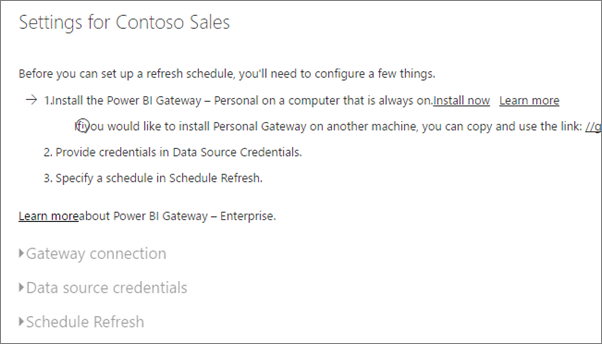 Settings for Contoso Sales
Before you can set up a refresh schedule, you'll need to configure a few things.
1.Install the Power BI Gateway – Personal on a computer that is always on.Install now Learn more
If you would like to install Personal Gateway on another machine, you can copy and use the link: //g
2. Provide credentials in Data Source Credentials.
3. Specify a schedule in Schedule Refresh.
Learn moreabout Power BI Gateway – Enterprise.
Gateway connection
Data source credentials
Schedule Refresh